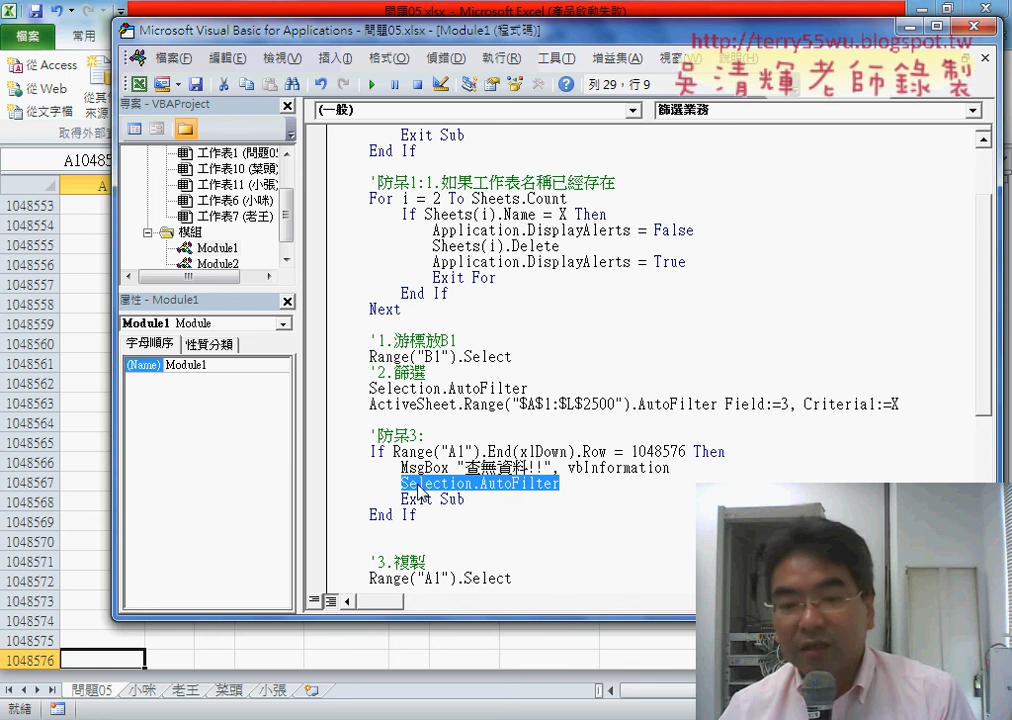 問題05.xlsx - Microsoft Excel (產品啟動失敗)
檔案 常用
Microsoft Visual Basic for Applications - 問題05.xlsx - [Module1 (程式碼)]
http://terry55wu.blogspot.tw
吳清輝老師錄製
檔案(F) 編輯(E) 檢視(V) 插入(I) 格式(O) 偵錯(D) 執行(R) 工具(T) 增益集(A)
從 Access
從 Web
從文字檔
從其
來源
取得外部
列 29，行 9
專案 - VBAProject
(一般)
篩選業務
工作表1 (問題05
工作表10 (菜頭)
工作表11 (小張)
工作表6 (小咪)
工作表7 (老王)
模組
Module1
Module2
屬性 - Module1
Module1 Module
字母順序 性質分類
(Name) Module1
Exit Sub
End If
'防呆1:1.如果工作表名稱已經存在
For i = 2 To Sheets.Count
If Sheets(i).Name = X Then
Application.DisplayAlerts = False
Sheets(i).Delete
Application.DisplayAlerts = True
Exit For
End If
Next
'1.游標放B1
Range("B1").Select
'2.篩選
Selection.AutoFilter
ActiveSheet.Range("$A$1:$L$2500").AutoFilter Field:=3, Criteria1:=X
'防呆3:
If Range("A1").End(xlDown).Row = 1048576 Then
MsgBox "查無資料!!", vbInformation
Selection.AutoFilter
Exit Sub
End If
'3.複製
Range("A1").Select
A10485
A
1048553
1048554
1048555
1048556
1048557
1048558
1048559
1048560
1048561
1048562
1048563
1048564
1048565
1048566
1048567
1048568
1048569
1048570
1048571
1048572
1048573
1048574
1048575
1048576
問題05 小咪 老王 菜頭 小張
就緒